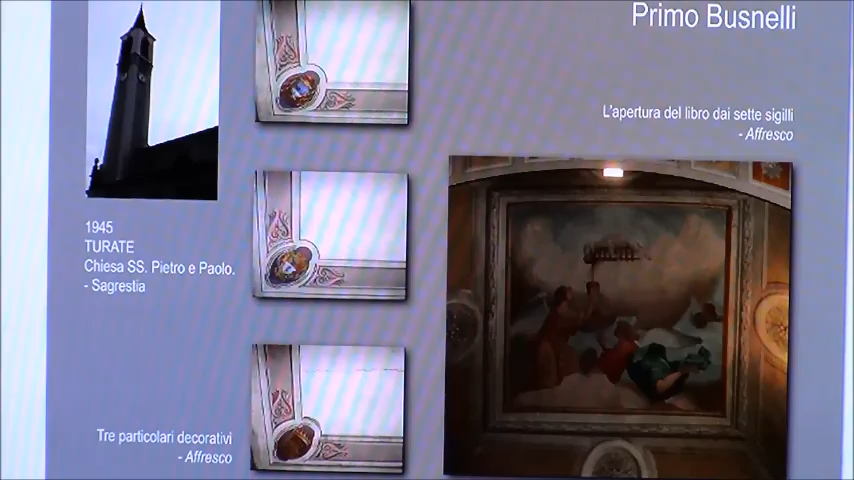 Primo Busnelli
L'apertura del libro dai sette sigilli
- Affresco
1945
TURATE
Chiesa SS. Pietro e Paolo.
- Sagrestia
Tre particolari decorativi
- Affresco